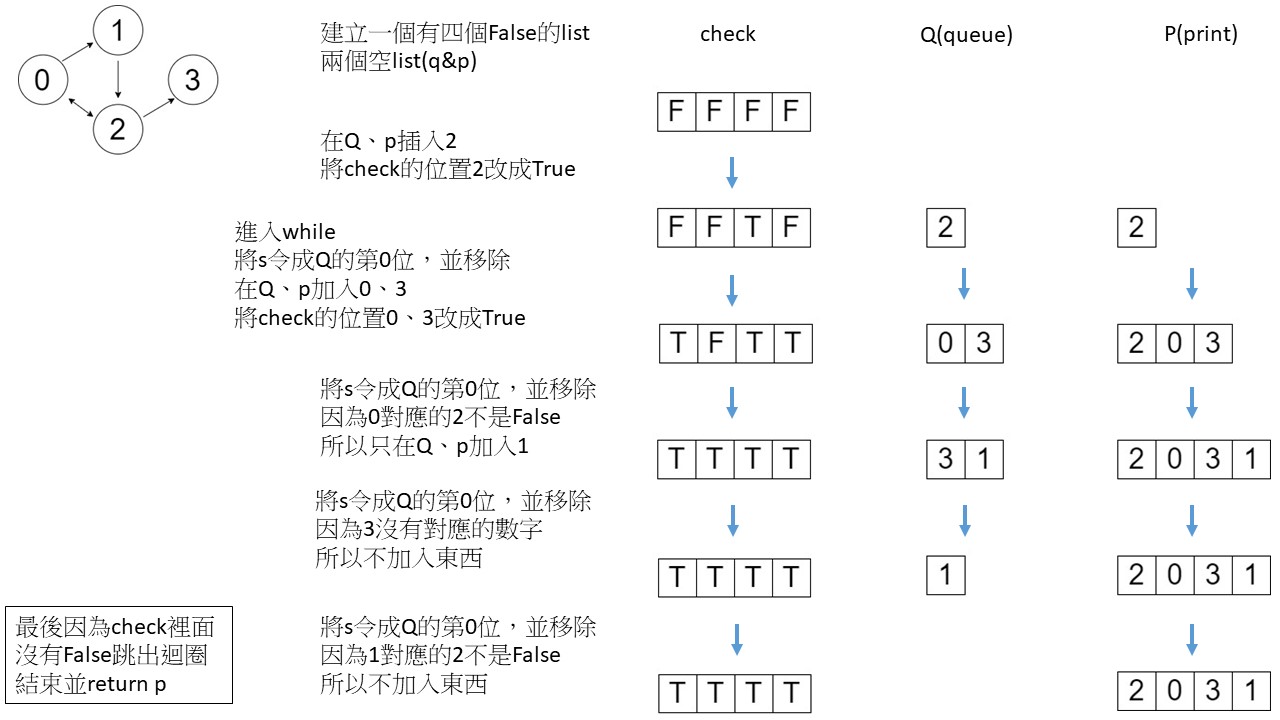 1
0
3
2
建立一個有四個False的list
兩個空list(q&p)
check
Q(queue)
P(print)
F F F F
在Q、p插入2
將check的位置2改成True
F F T F
2
2
進入while
將s令成Q的第0位，並移除
在Q、p加入0、3
將check的位置0、3改成True
T F T T
0 3
2 0 3
將s令成Q的第0位，並移除
因為0對應的2不是False
所以只在Q、p加入1
T T T T
3 1
2 0 3 1
將s令成Q的第0位，並移除
因為3沒有對應的數字
所以不加入東西
T T T T
1
2 0 3 1
將s令成Q的第0位，並移除
因為1對應的2不是False
所以不加入東西
T T T T
2 0 3 1
最後因為check裡面
沒有False跳出迴圈
結束並return p